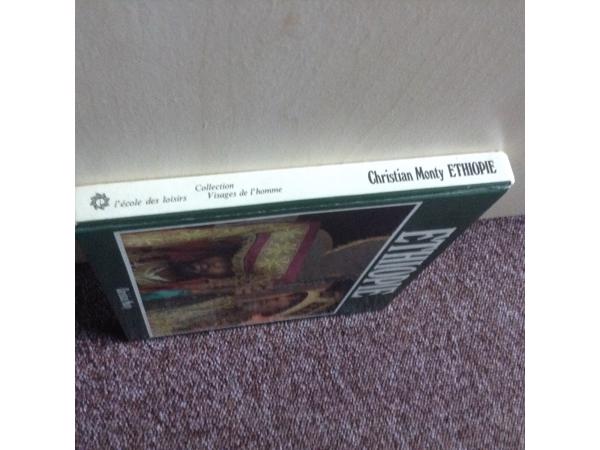 Christian Monty ETHIOPIE
Collection
Visages de l'homme
l'école des loisirs
ETHIOPIE